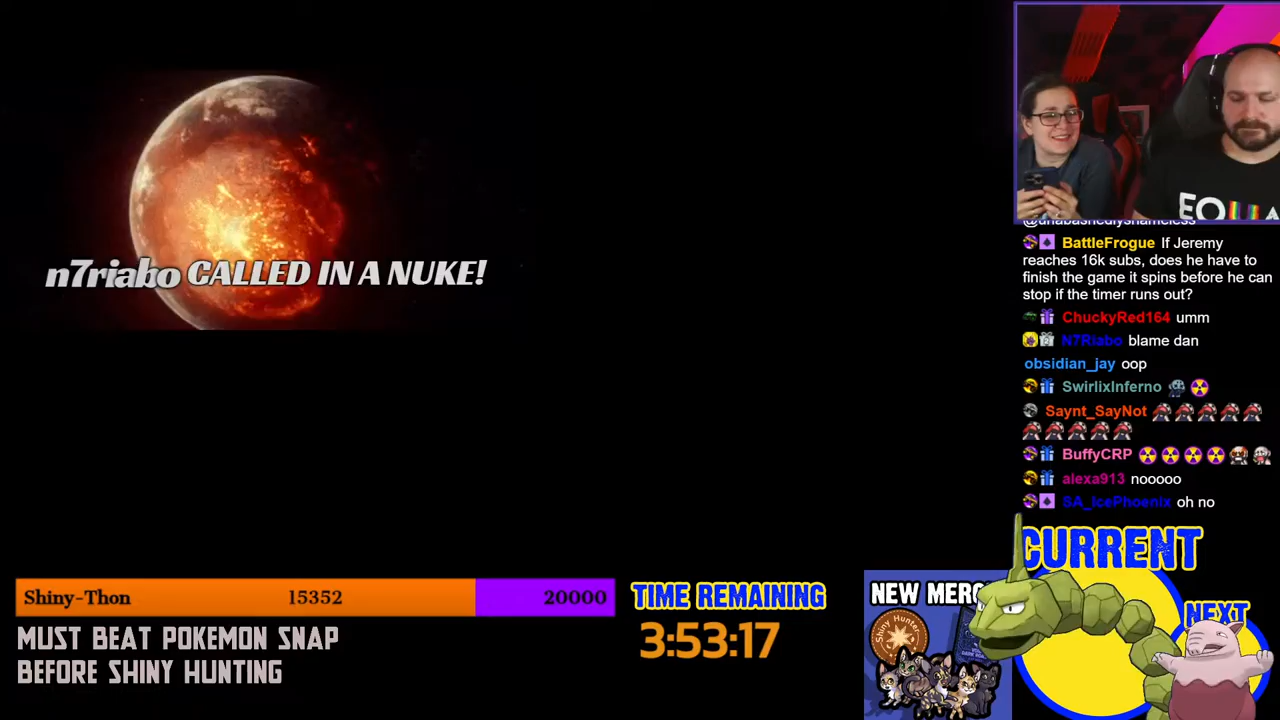 n7riabo CALLED IN A NUKE!
BattleFrogue If Jeremy
reaches 16k subs, does he have to
finish the game it spins before he can
stop if the timer runs out?
ChuckyRed164 umm
N7Riabo blame dan
obsidian_jay oop
SwirlixInferno
Saynt_SayNot
BuffyCRP
alexa913 nooooo
SA_IcePhoenix oh no
CURRENT
NEXT
NEW MERCH
Shiny Hunters
Shiny-Thon 15352 20000
TIME REMAINING
3:53:17
MUST BEAT POKEMON SNAP
BEFORE SHINY HUNTING